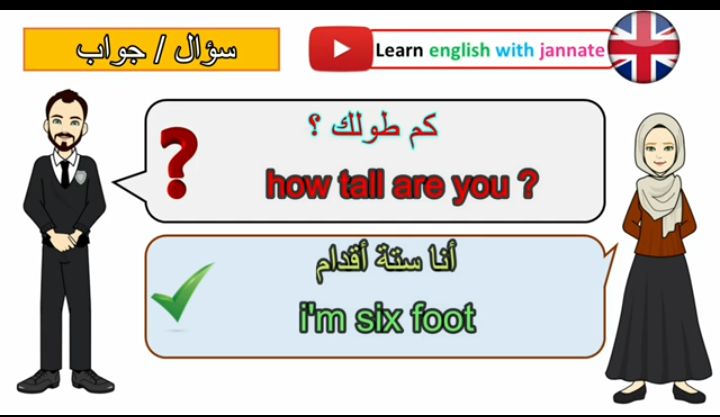 سؤال / جواب
Learn english with jannate
كم طولك ؟
how tall are you ?
أنا ستة أقدام
i'm six foot